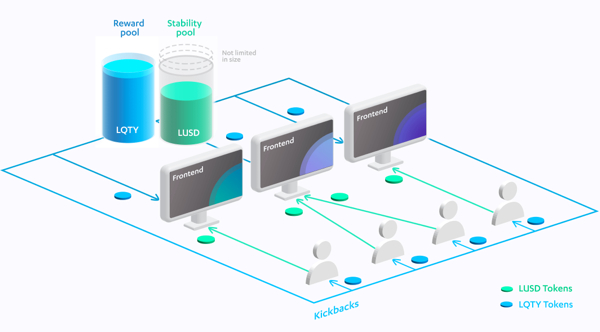 Reward
pool
Stability
pool
Not limited
in size
LQTY
LUSD
Frontend
Frontend
Frontend
Kickbacks
LUSD Tokens
LQTY Tokens